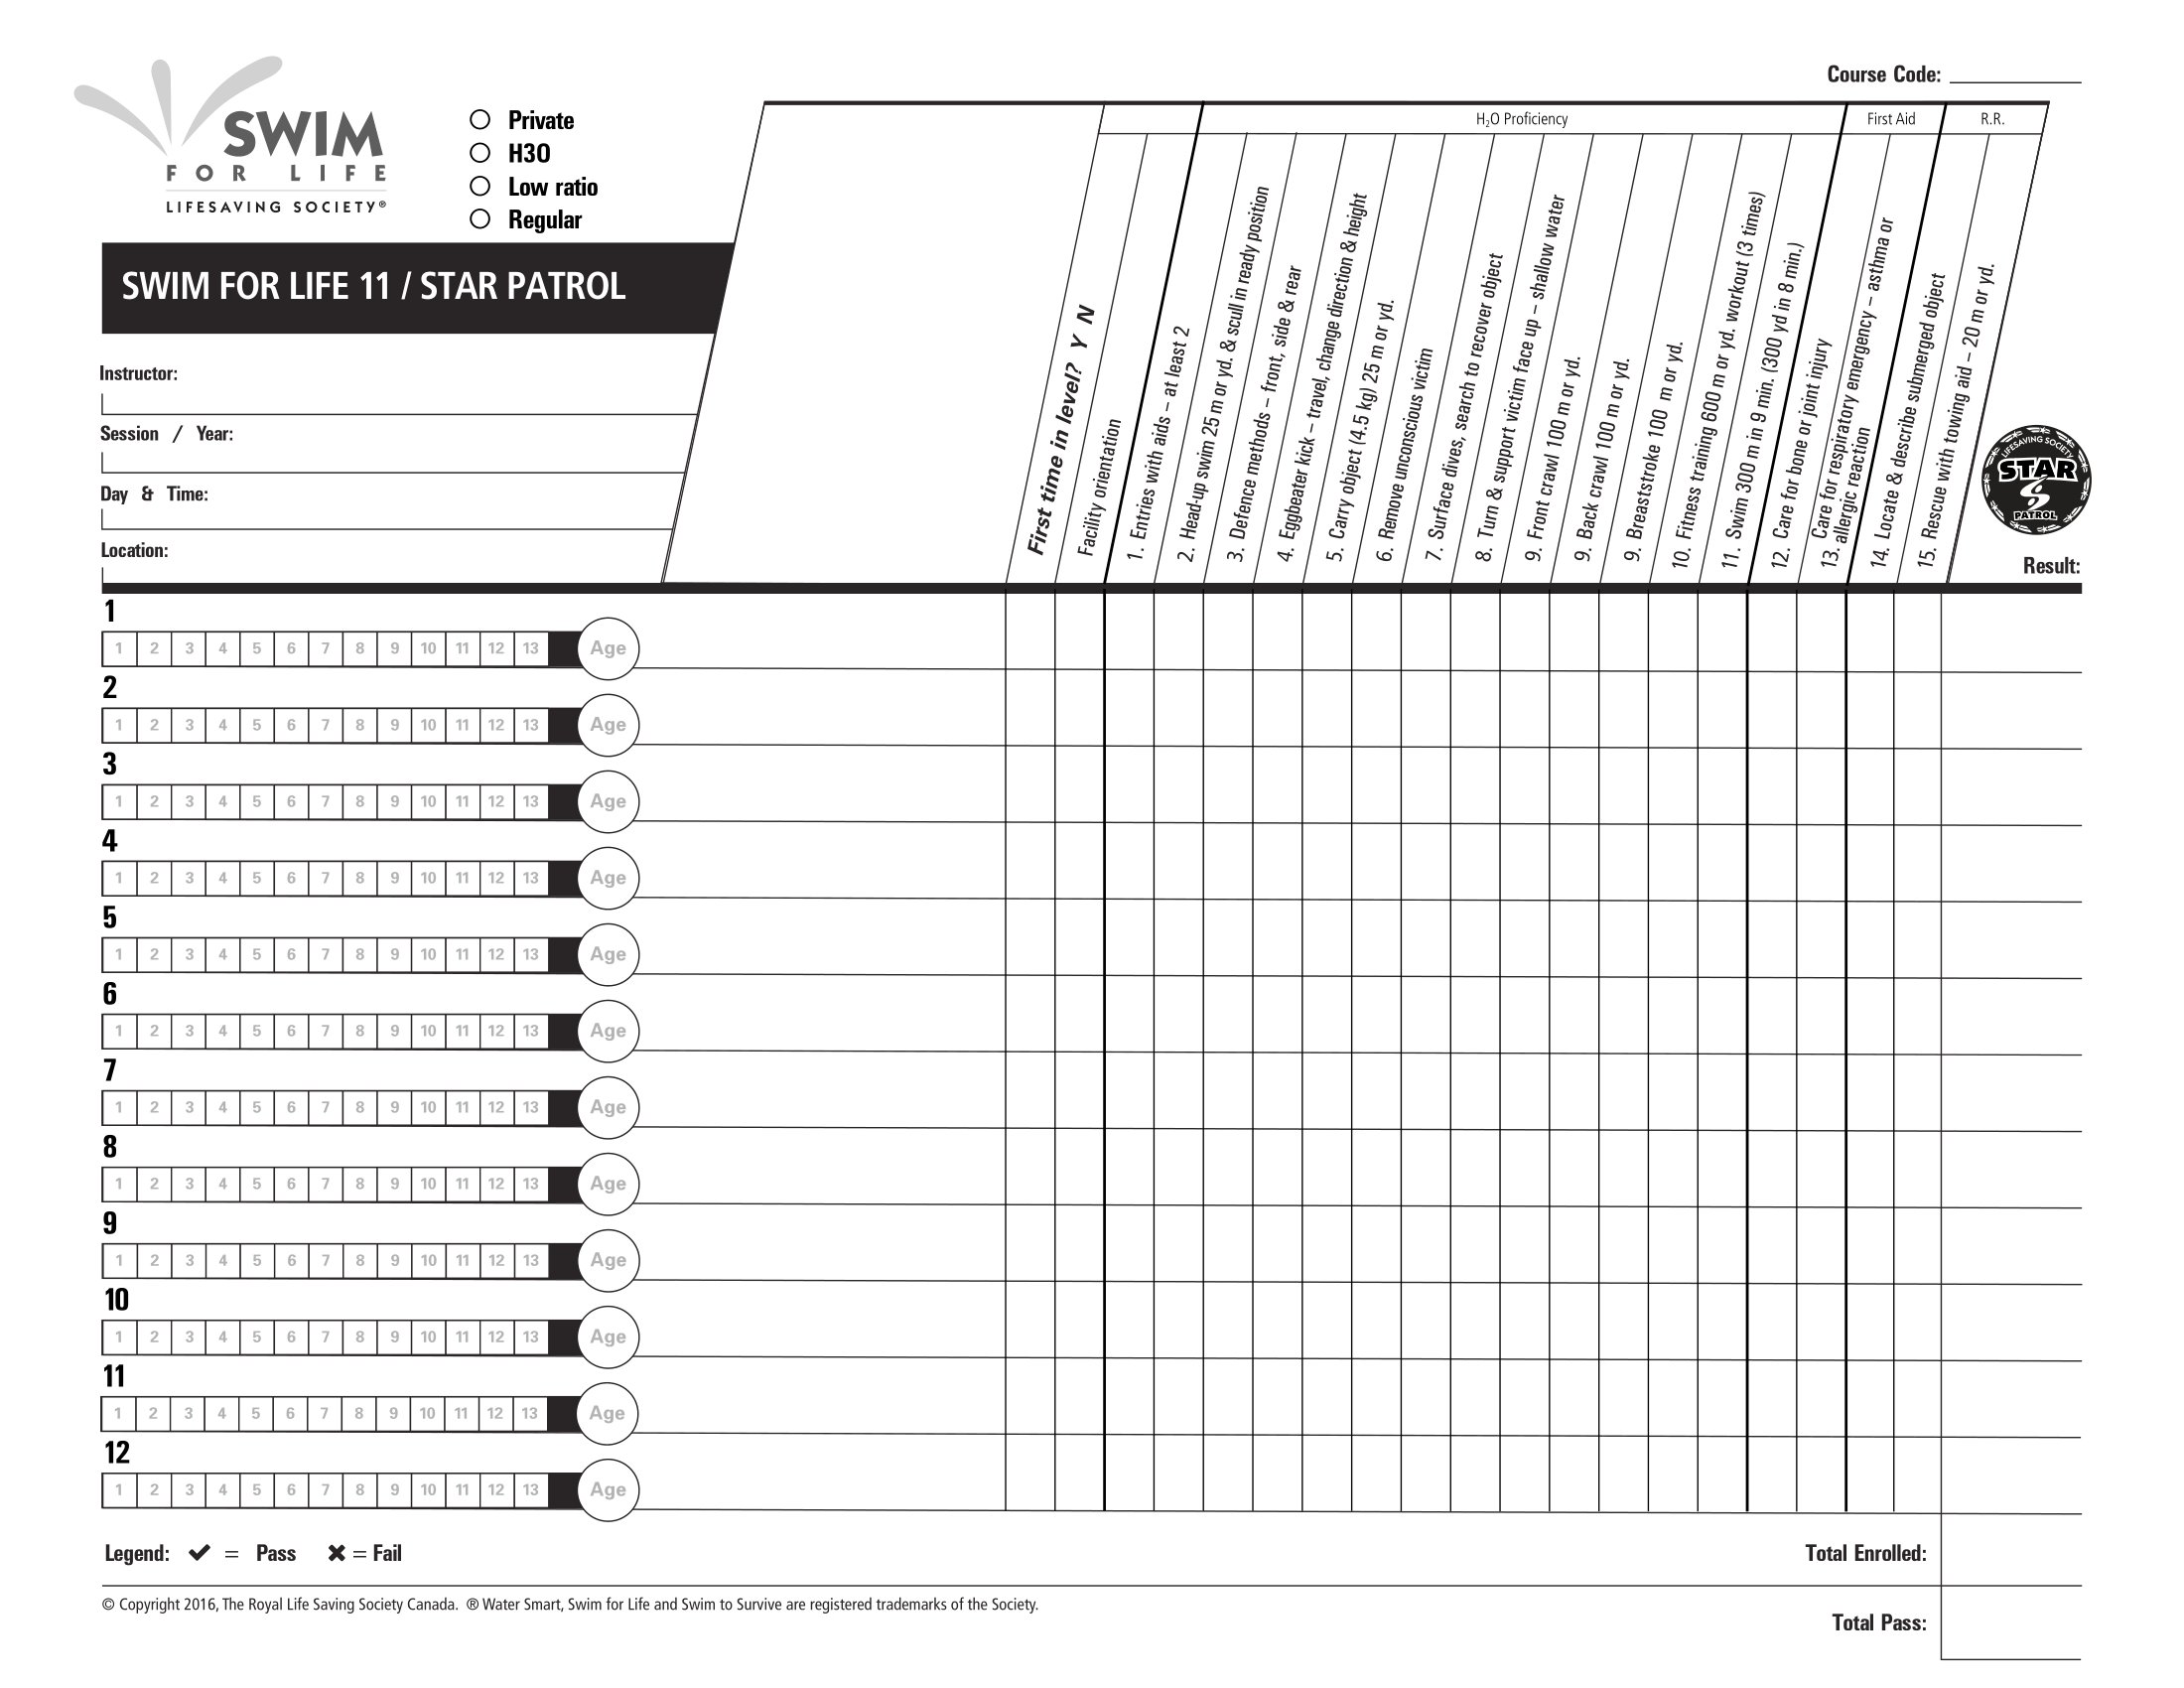 Course Code:
SWIM
FOR LIFE
LIFESAVING SOCIETY®
Private
H3O
Low ratio
Regular
SWIM FOR LIFE 11 / STAR PATROL
Instructor:
Session / Year:
Day & Time:
Location:
H₂O Proficiency
First Aid
R.R.
First time in level? Y N
Facility orientation
1. Entries with aids – at least 2
2. Head-up swim 25 m or yd. & scull in ready position
3. Defence methods – front, side & rear
4. Eggbeater kick – travel, change direction & height
5. Carry object (4.5 kg) 25 m or yd.
6. Remove unconscious victim
7. Surface dives, search to recover object
8. Turn & support victim face up – shallow water
9. Front crawl 100 m or yd.
9. Back crawl 100 m or yd.
9. Breaststroke 100 m or yd.
10. Fitness training 600 m or yd. workout (3 times)
11. Swim 300 m in 9 min. (300 yd in 8 min.)
12. Care for bone or joint injury
13. Care for respiratory emergency – asthma or
allergic reaction
14. Locate & describe submerged object
15. Rescue with towing aid – 20 m or yd.
LIFESAVING SOCIETY
STAR
PATROL
Result:
1
1 2 3 4 5 6 7 8 9 10 11 12 13 Age
2
1 2 3 4 5 6 7 8 9 10 11 12 13 Age
3
1 2 3 4 5 6 7 8 9 10 11 12 13 Age
4
1 2 3 4 5 6 7 8 9 10 11 12 13 Age
5
1 2 3 4 5 6 7 8 9 10 11 12 13 Age
6
1 2 3 4 5 6 7 8 9 10 11 12 13 Age
7
1 2 3 4 5 6 7 8 9 10 11 12 13 Age
8
1 2 3 4 5 6 7 8 9 10 11 12 13 Age
9
1 2 3 4 5 6 7 8 9 10 11 12 13 Age
10
1 2 3 4 5 6 7 8 9 10 11 12 13 Age
11
1 2 3 4 5 6 7 8 9 10 11 12 13 Age
12
1 2 3 4 5 6 7 8 9 10 11 12 13 Age
Legend: ✔ = Pass ✖ = Fail
Total Enrolled:
© Copyright 2016, The Royal Life Saving Society Canada. ® Water Smart, Swim for Life and Swim to Survive are registered trademarks of the Society.
Total Pass: